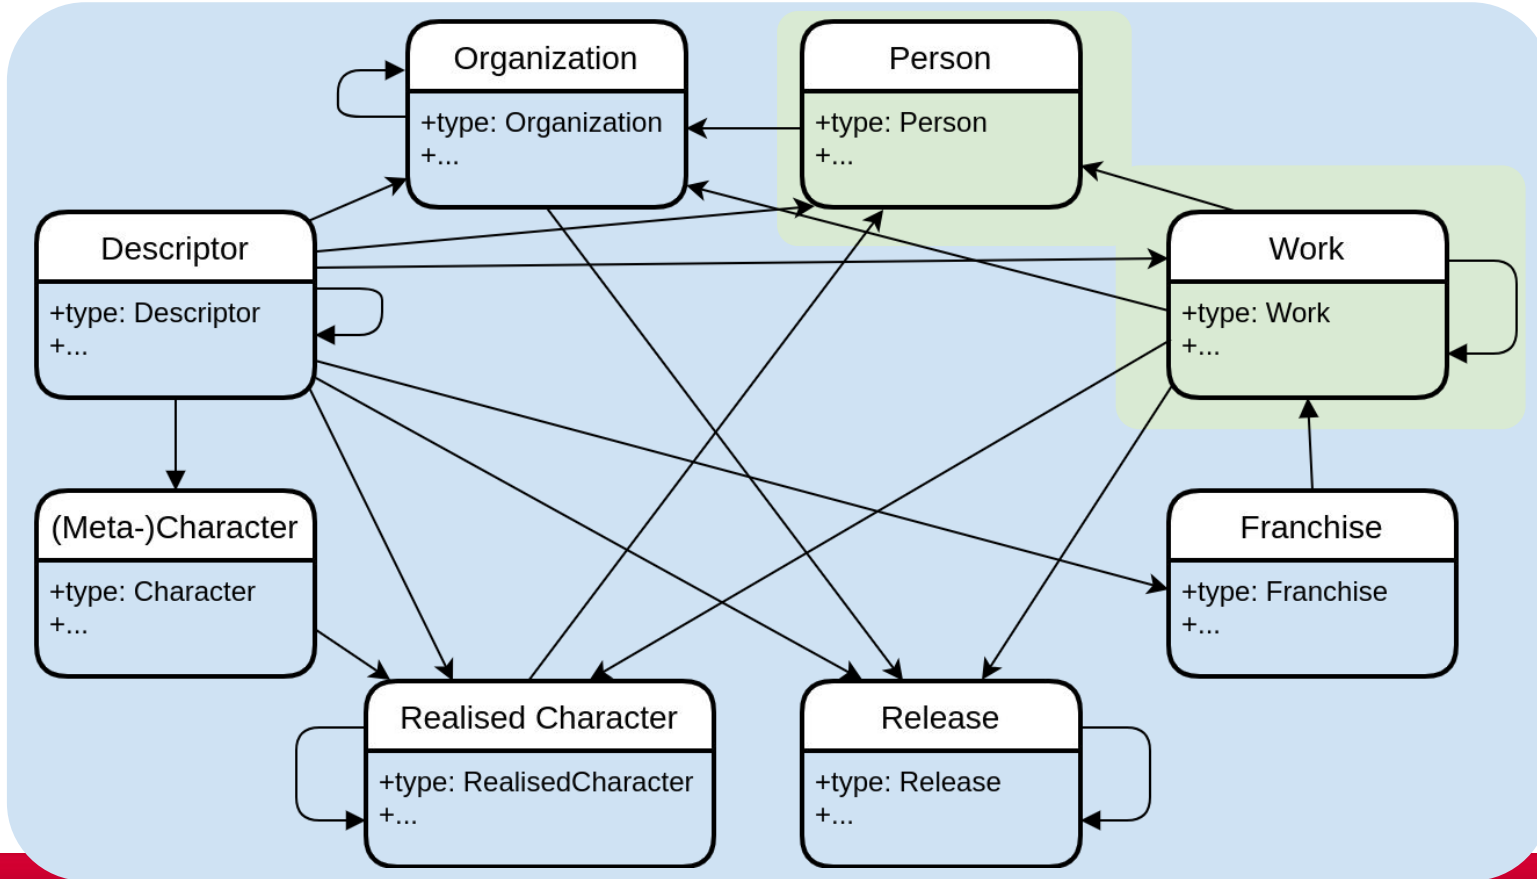 Organization
+type: Organization
+...
Person
+type: Person
+...
Descriptor
+type: Descriptor
+...
Work
+type: Work
+...
(Meta-)Character
+type: Character
+...
Franchise
+type: Franchise
+...
Realised Character
+type: RealisedCharacter
+...
Release
+type: Release
+...